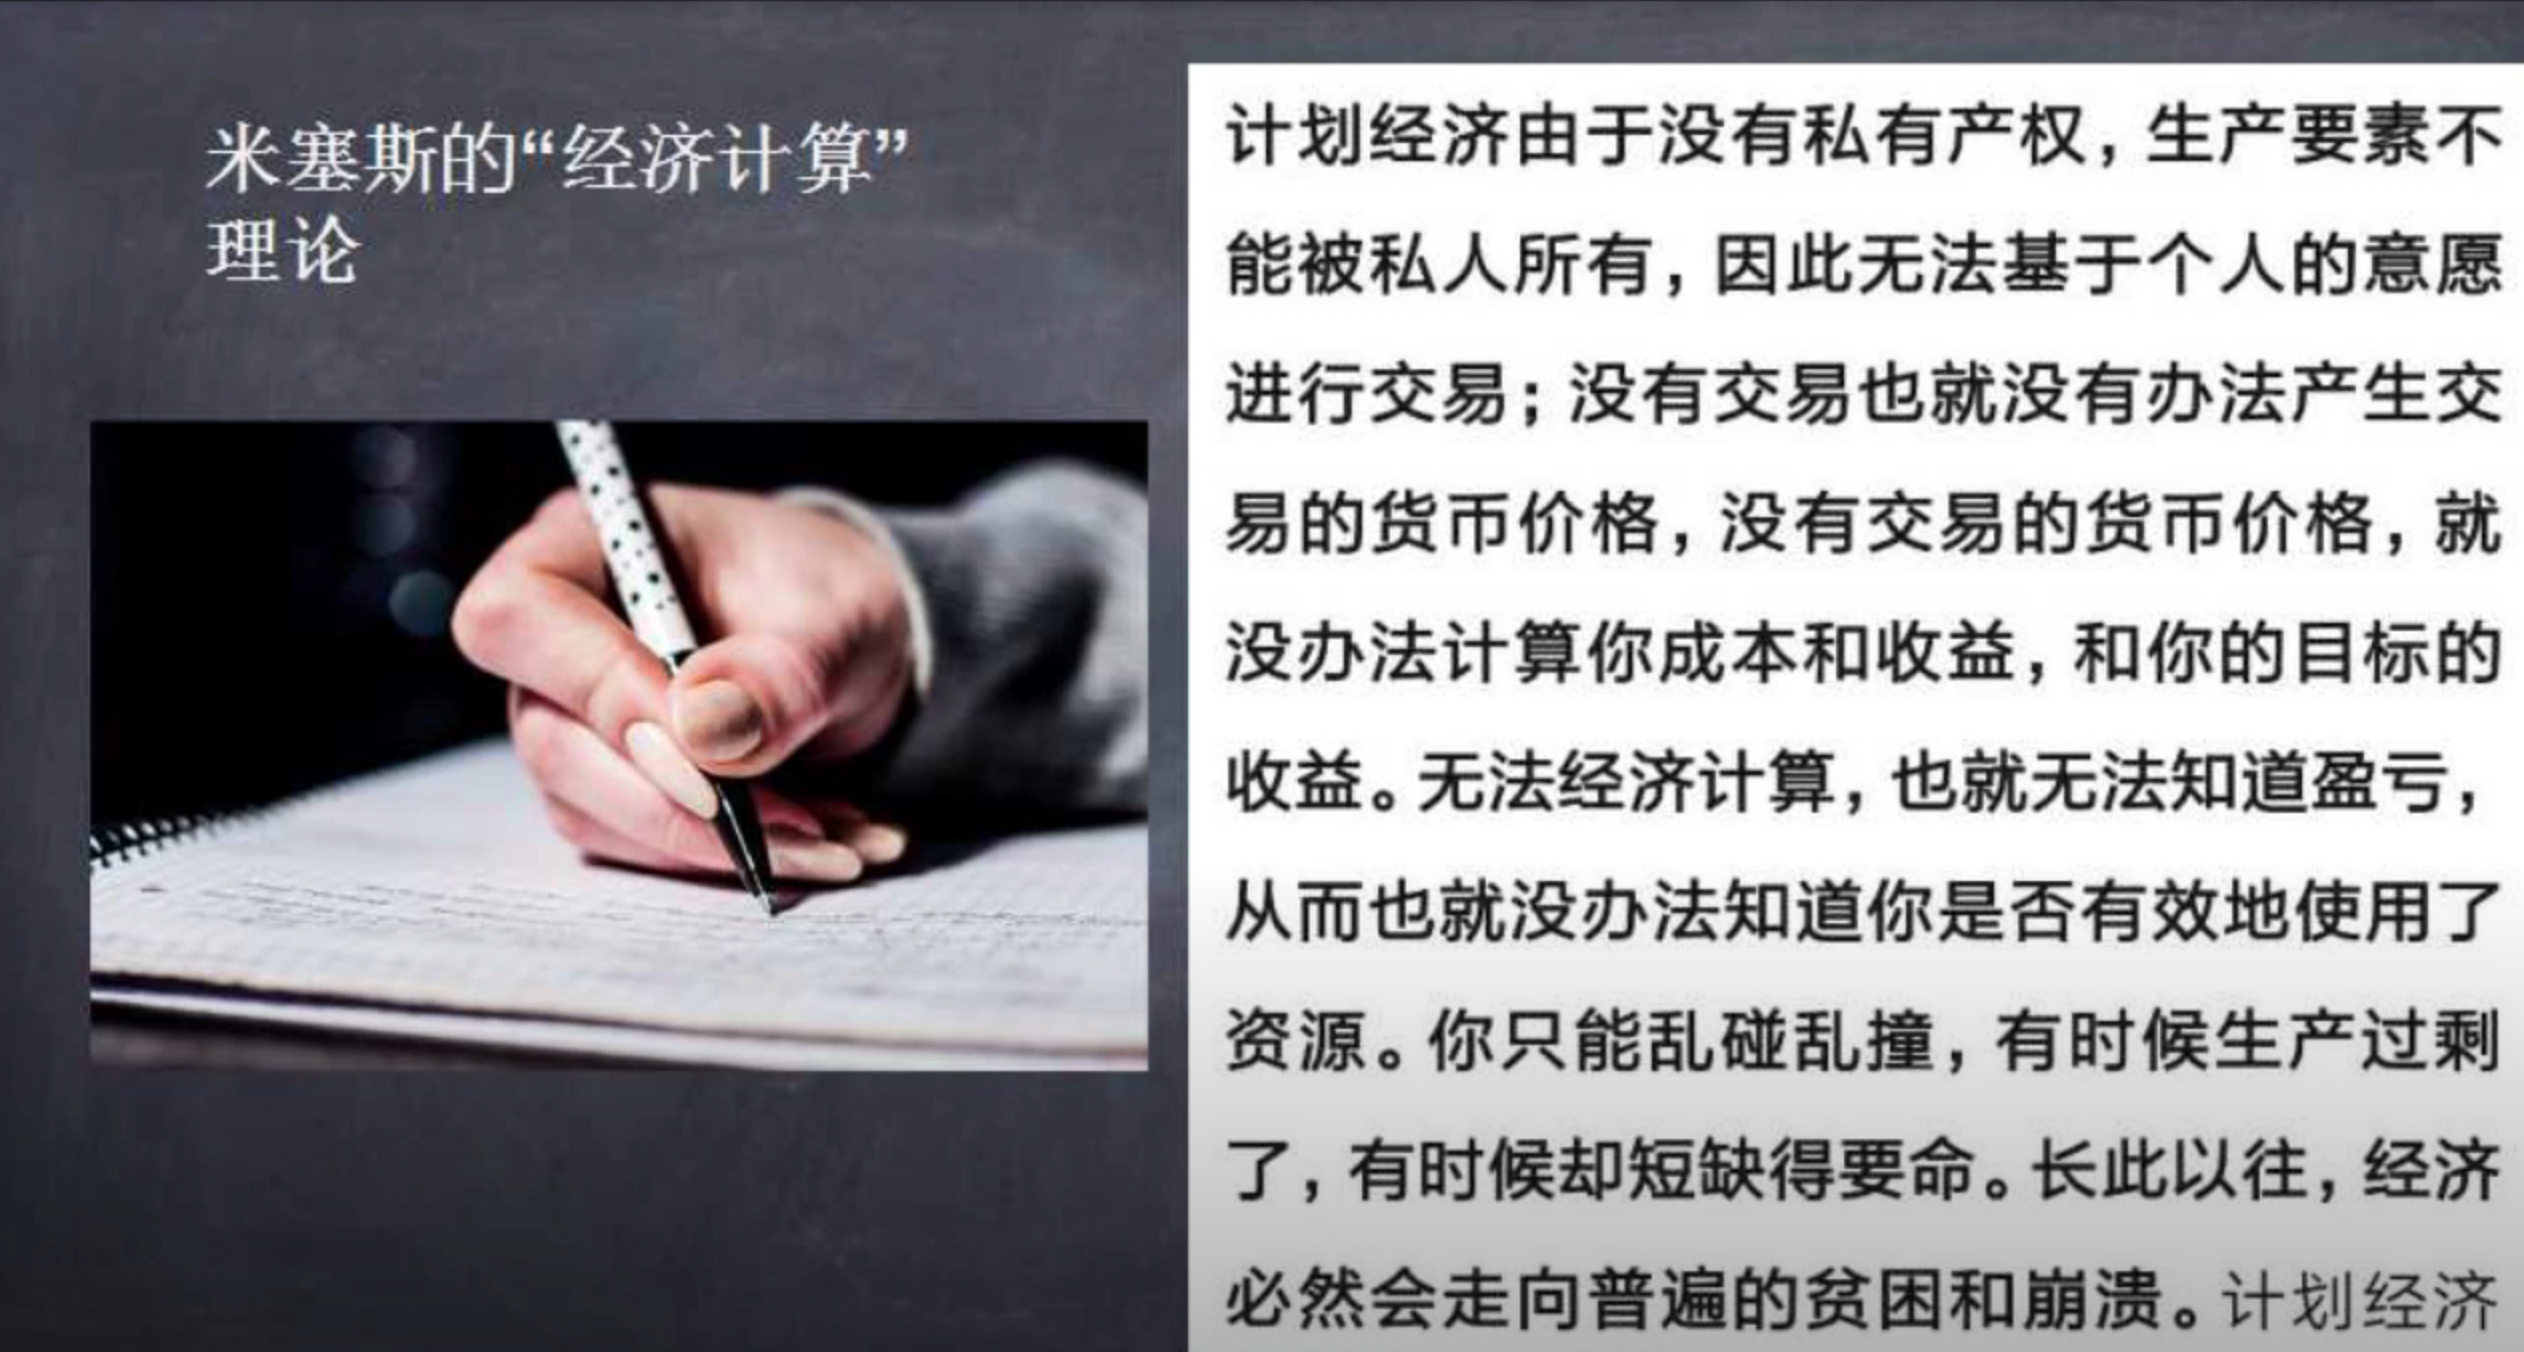 米塞斯的“经济计算”
理论
计划经济由于没有私有产权，生产要素不
能被私人所有，因此无法基于个人的意愿
进行交易；没有交易也就没有办法产生交
易的货币价格，没有交易的货币价格，就
没办法计算你成本和收益，和你的目标的
收益。无法经济计算，也就无法知道盈亏，
从而也就没办法知道你是否有效地使用了
资源。你只能乱碰乱撞，有时候生产过剩
了，有时候却短缺得要命。长此以往，经济
必然会走向普遍的贫困和崩溃。计划经济